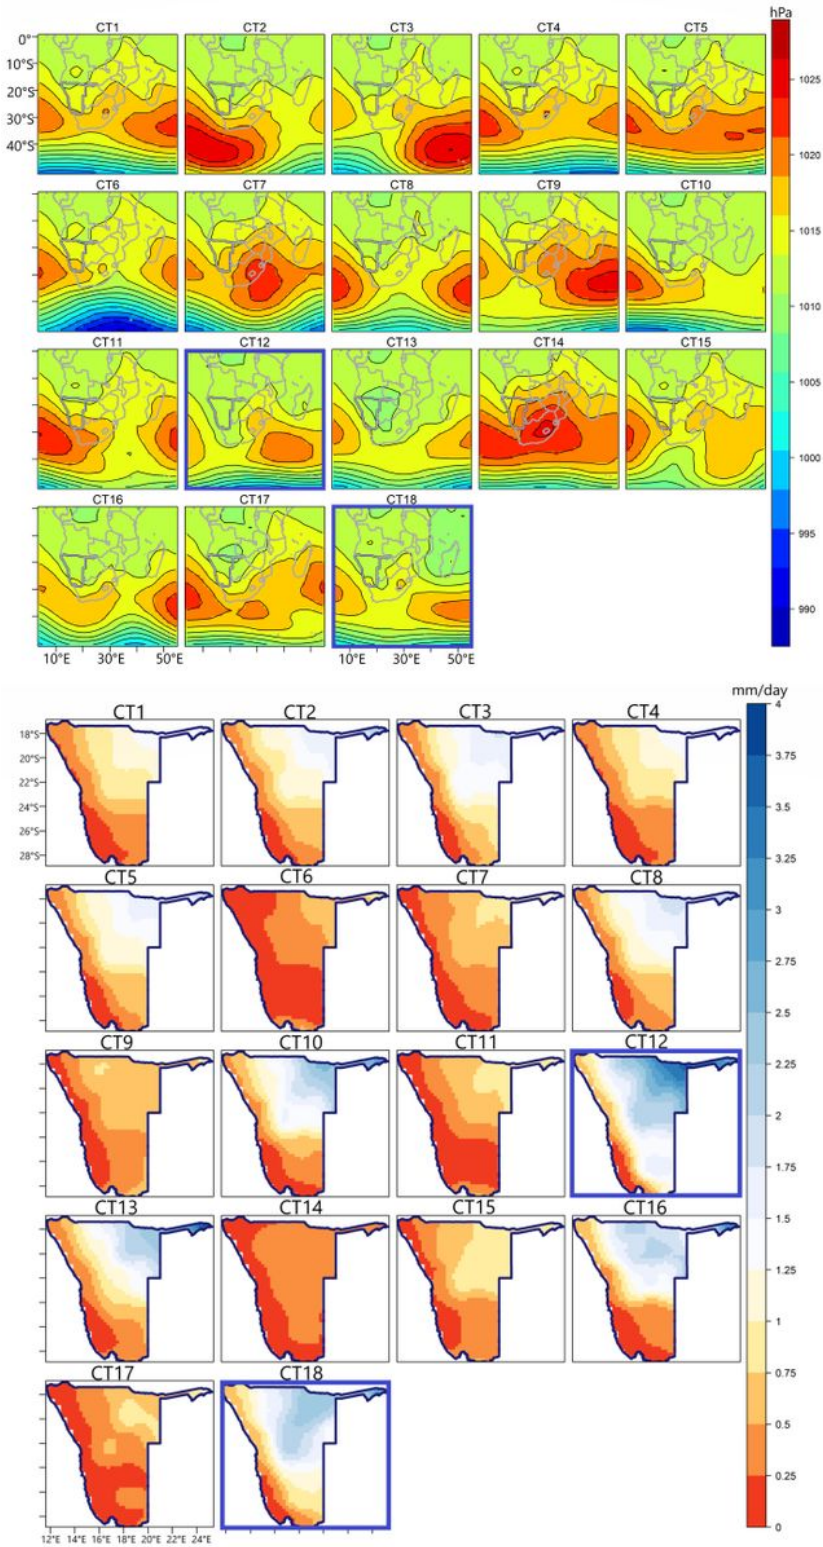 hPa
CT1 CT2 CT3 CT4 CT5
0°
10°S
20°S
30°S
40°S
CT6 CT7 CT8 CT9 CT10
CT11 CT12 CT13 CT14 CT15
CT16 CT17 CT18
10°E 30°E 50°E 10°E 30°E 50°E
1025
1020
1015
1010
1005
1000
995
990
mm/day
CT1 CT2 CT3 CT4
18°S
20°S
22°S
24°S
26°S
28°S
CT5 CT6 CT7 CT8
CT9 CT10 CT11 CT12
CT13 CT14 CT15 CT16
CT17 CT18
12°E 14°E 16°E 18°E 20°E 22°E 24°E
4
3.75
3.5
3.25
3
2.75
2.5
2.25
2
1.75
1.5
1.25
1
0.75
0.5
0.25
0